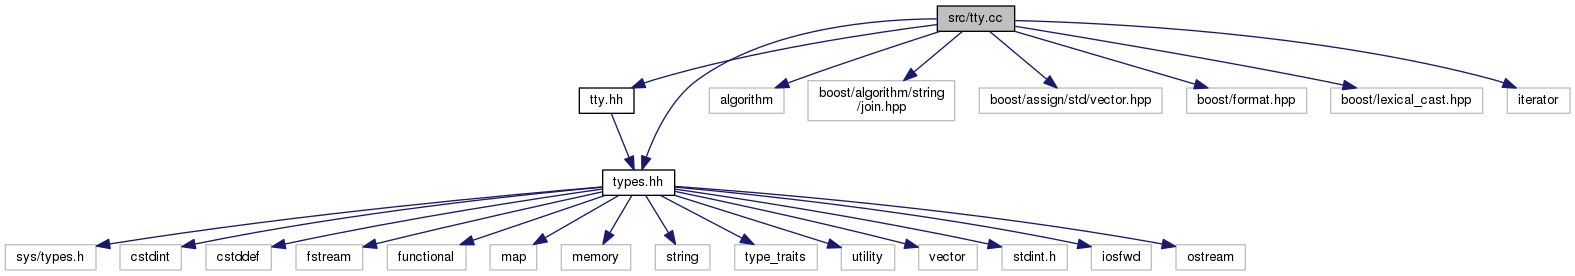 src/tty.cc
tty.hh
algorithm
boost/algorithm/string
/join.hpp
boost/assign/std/vector.hpp
boost/format.hpp
boost/lexical_cast.hpp
iterator
types.hh
sys/types.h
cstdint
cstddef
fstream
functional
map
memory
string
type_traits
utility
vector
stdint.h
iosfwd
ostream